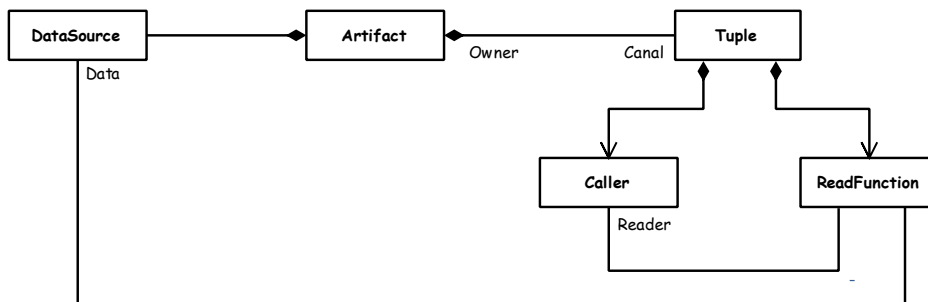 DataSource
Artifact
Tuple
Owner
Canal
Data
Caller
ReadFunction
Reader